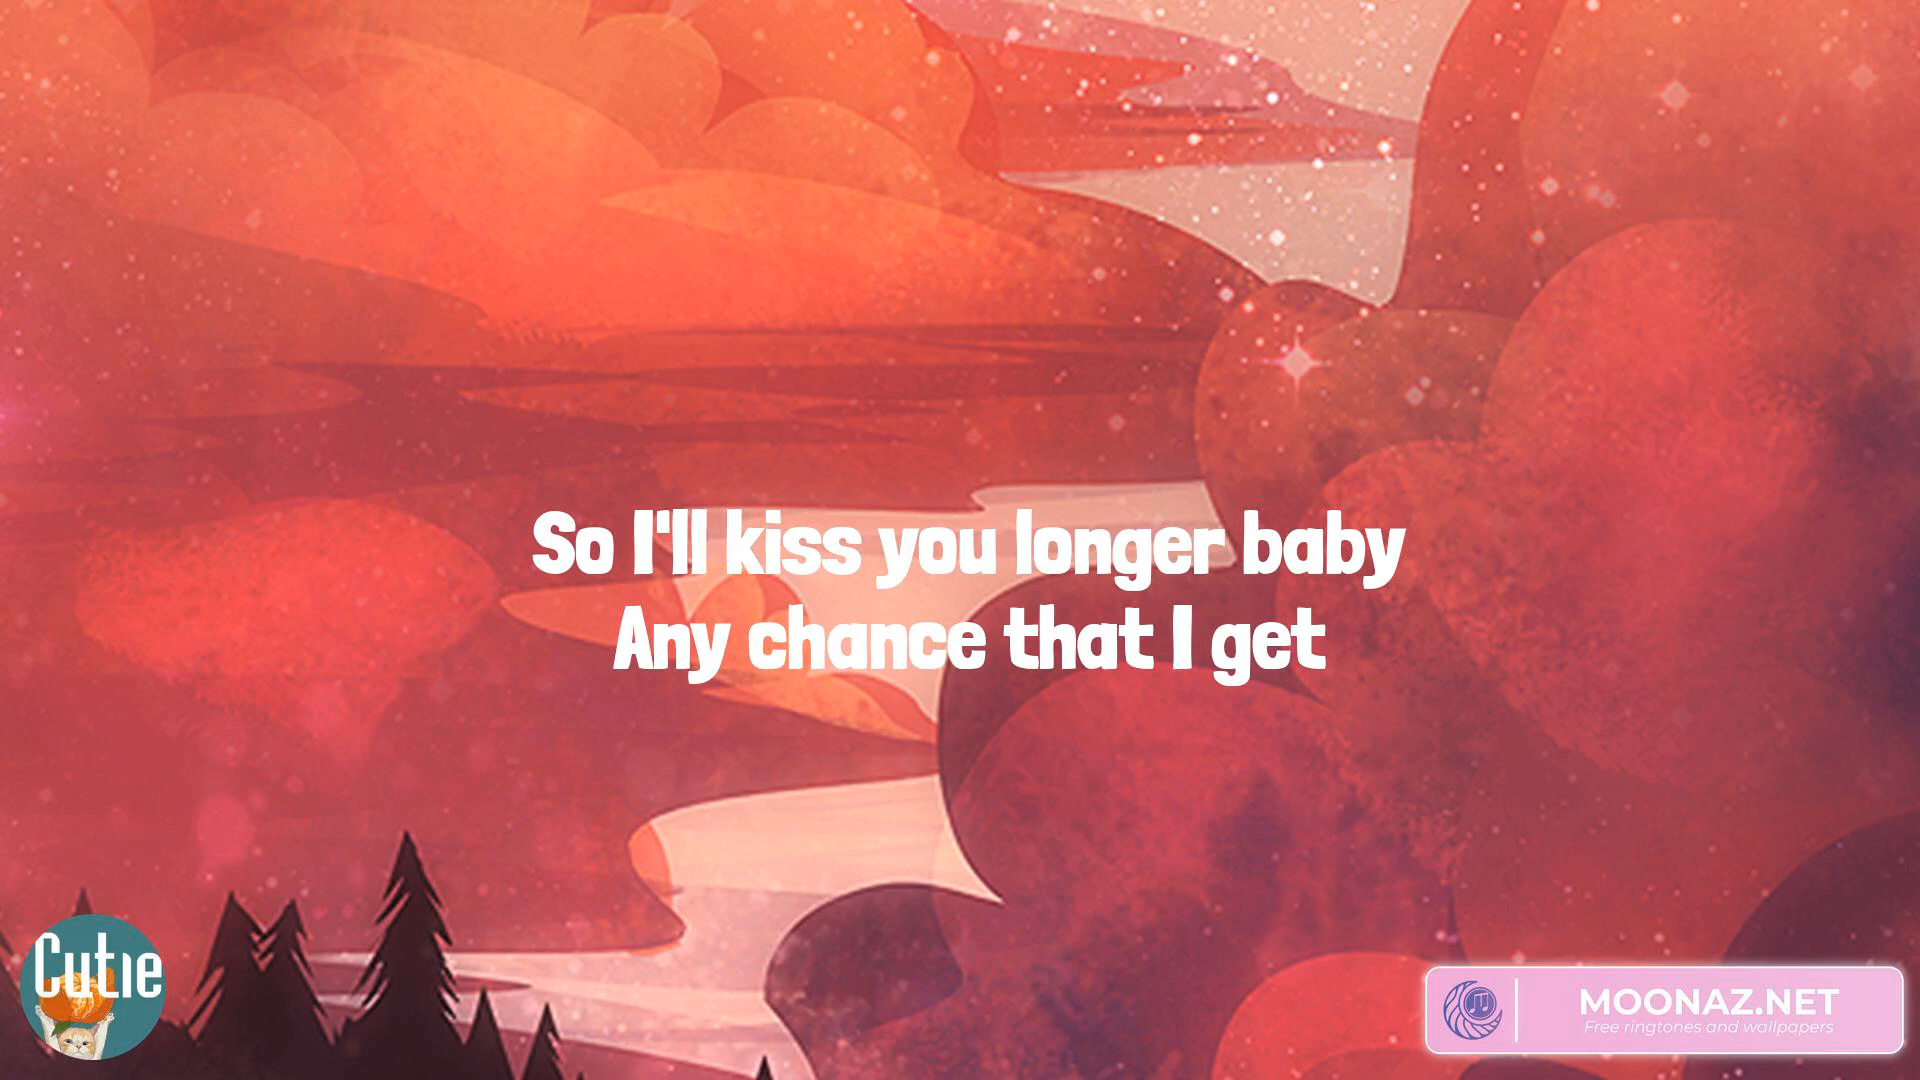 So I'll kiss you longer baby
Any chance that I get
Cutie
MOONAZ.NET
Free ringtones and wallpapers